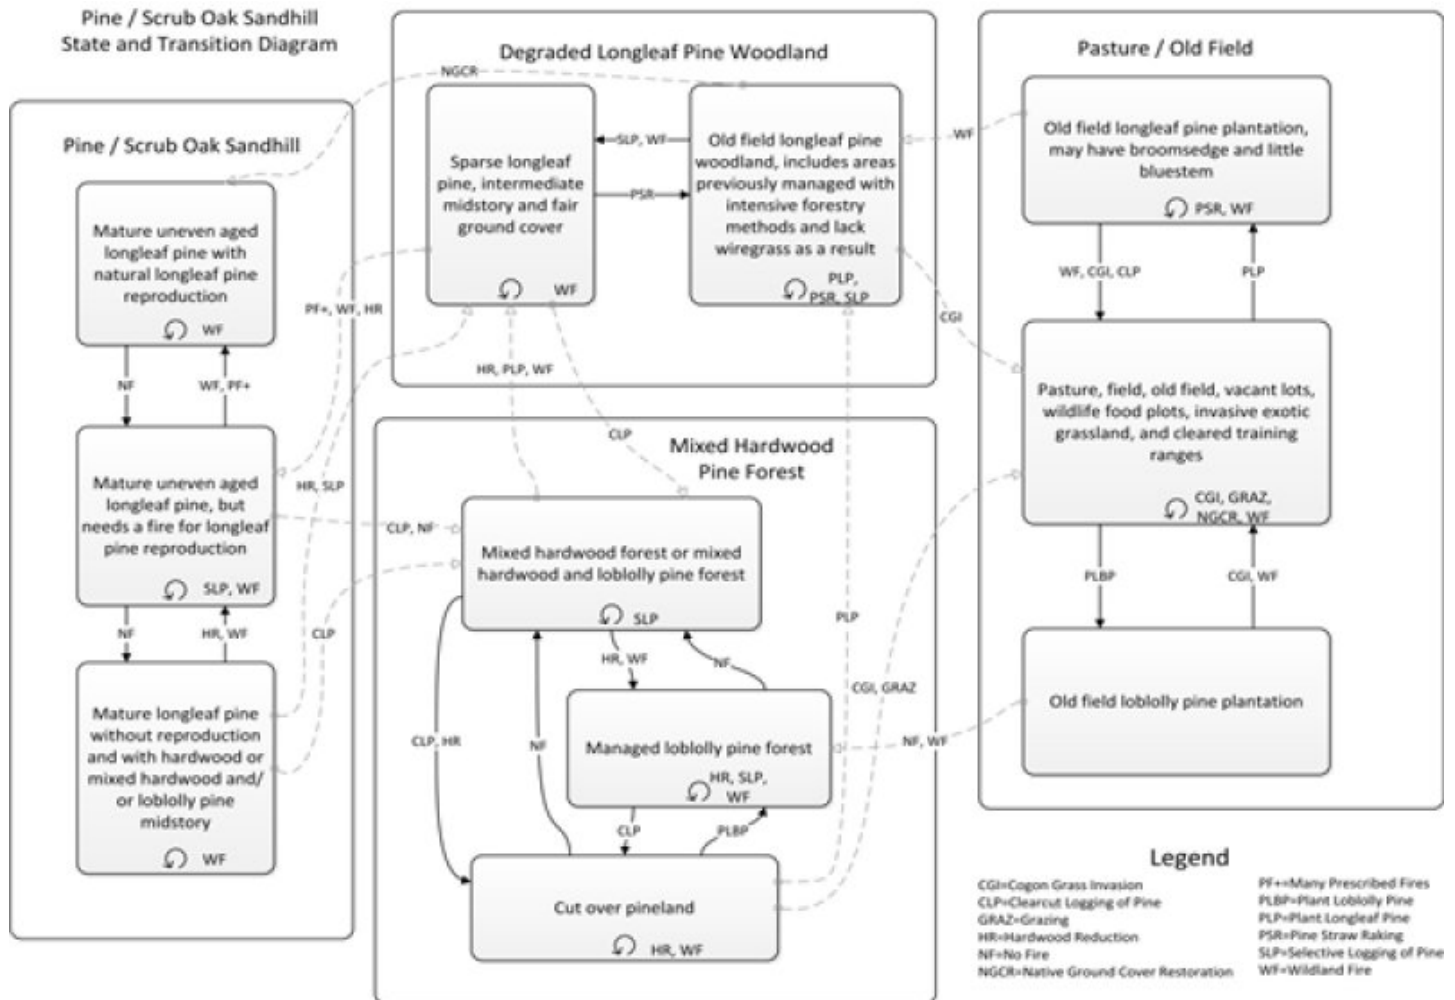 Pine / Scrub Oak Sandhill
State and Transition Diagram
Pine / Scrub Oak Sandhill
Mature uneven aged
longleaf pine with
natural longleaf pine
reproduction
WF
NF
WF, PF+
Mature uneven aged
longleaf pine, but
needs a fire for longleaf
pine reproduction
SLP, WF
NF
HR, WF
Mature longleaf pine
without reproduction
and with hardwood or
mixed hardwood and/
or loblolly pine
midstory
WF
NGCR
PF+, WF, HR
HR, SLP
CLP, NF
CLP
Degraded Longleaf Pine Woodland
Sparse longleaf
pine, intermediate
midstory and fair
ground cover
WF
SLP, WF
PSR
Old field longleaf pine
woodland, includes areas
previously managed with
intensive forestry
methods and lack
wiregrass as a result
PLP,
PSR, SLP
HR, PLP, WF
CLP
WF
CGI
Mixed Hardwood
Pine Forest
Mixed hardwood forest or mixed
hardwood and loblolly pine forest
SLP
HR, WF
NF
CLP, HR
NF
Managed loblolly pine forest
HR, SLP,
WF
CLP
PLBP
Cut over pineland
HR, WF
PLP
CGI, GRAZ
NF, WF
Pasture / Old Field
Old field longleaf pine plantation,
may have broomsedge and little
bluestem
PSR, WF
WF, CGI, CLP
PLP
Pasture, field, old field, vacant lots,
wildlife food plots, invasive exotic
grassland, and cleared training
ranges
CGI, GRAZ,
NGCR, WF
PLBP
CGI, WF
Old field loblolly pine plantation
Legend
CGI=Cogon Grass Invasion
CLP=Clearcut Logging of Pine
GRAZ=Grazing
HR=Hardwood Reduction
NF=No Fire
NGCR=Native Ground Cover Restoration
PF+=Many Prescribed Fires
PLBP=Plant Loblolly Pine
PLP=Plant Longleaf Pine
PSR=Pine Straw Raking
SLP=Selective Logging of Pine
WF=Wildland Fire